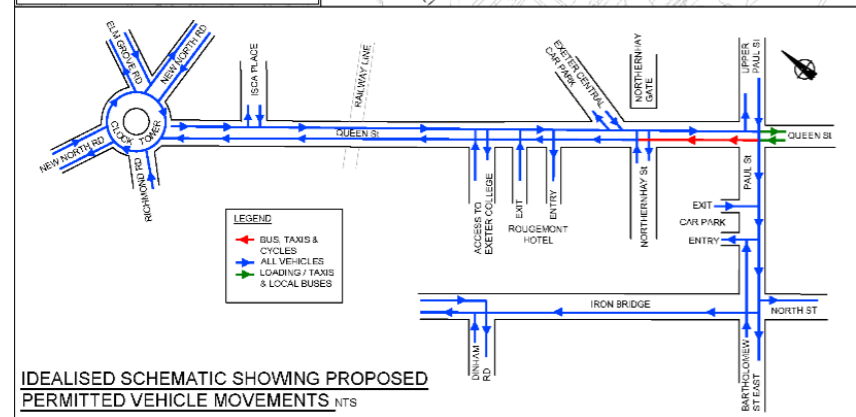 ELM GROVE RD
NEW NORTH RD
ISCA PLACE
RAILWAY LINE
EXETER CENTRAL
CAR PARK
NORTHERNHAY
GATE
UPPER
PAUL St
CLOCK TOWER
QUEEN St
QUEEN St
NEW NORTH RD
RICHMOND RD
ACCESS TO
EXETER COLLEGE
EXIT
ENTRY
ROUGEMONT
HOTEL
NORTHERNHAY St
PAUL St
EXIT
CAR PARK
ENTRY
LEGEND
BUS, TAXIS &
CYCLES
ALL VEHICLES
LOADING / TAXIS
& LOCAL BUSES
IRON BRIDGE
NORTH ST
DINHAM
RD
BARTHOLOMEW
ST EAST
IDEALISED SCHEMATIC SHOWING PROPOSED
PERMITTED VEHICLE MOVEMENTS NTS